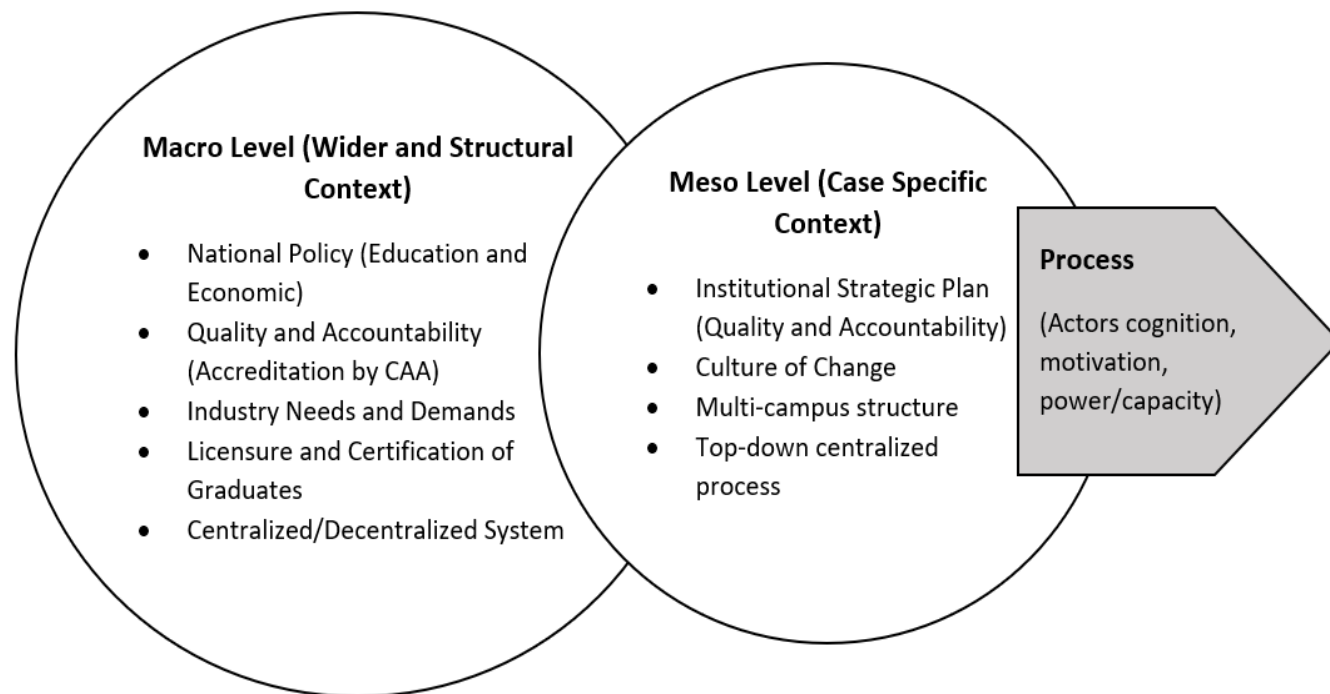 Macro Level (Wider and Structural
Context)
• National Policy (Education and
Economic)
• Quality and Accountability
(Accreditation by CAA)
• Industry Needs and Demands
• Licensure and Certification of
Graduates
• Centralized/Decentralized System
Meso Level (Case Specific
Context)
• Institutional Strategic Plan
(Quality and Accountability)
• Culture of Change
• Multi-campus structure
• Top-down centralized
process
Process
(Actors cognition,
motivation,
power/capacity)